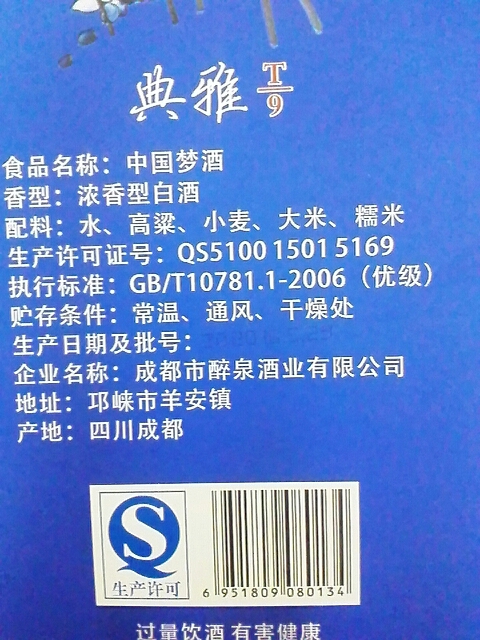 典雅 T/9
食品名称：中国梦酒
香型：浓香型白酒
配料：水、高粱、小麦、大米、糯米
生产许可证号：QS5100 1501 5169
执行标准：GB/T10781.1-2006（优级）
贮存条件：常温、通风、干燥处
生产日期及批号：
企业名称：成都市醉泉酒业有限公司
地址：邛崃市羊安镇
产地：四川成都
生产许可
6 951809 080134
过量饮酒 有害健康